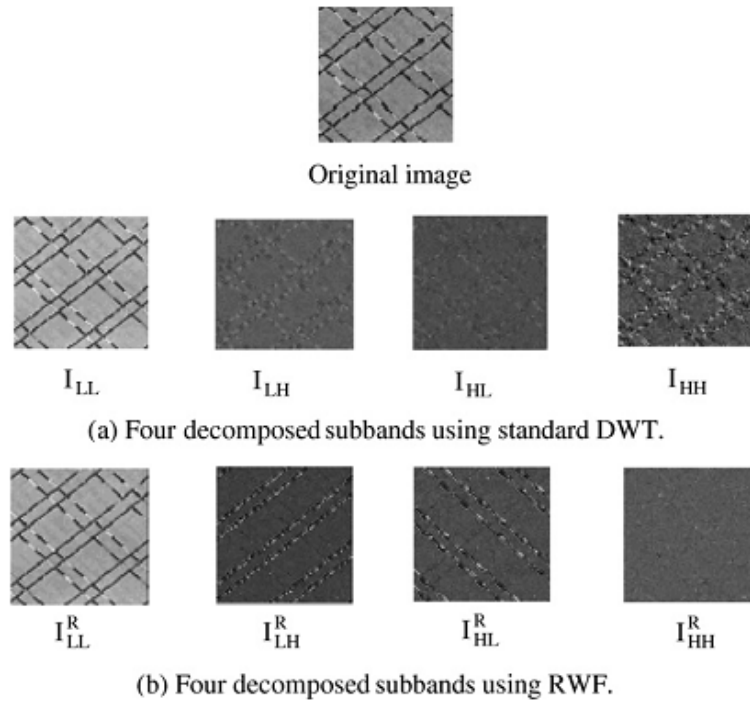 Original image
I_LL I_LH I_HL I_HH
(a) Four decomposed subbands using standard DWT.
I^R_LL I^R_LH I^R_HL I^R_HH
(b) Four decomposed subbands using RWF.